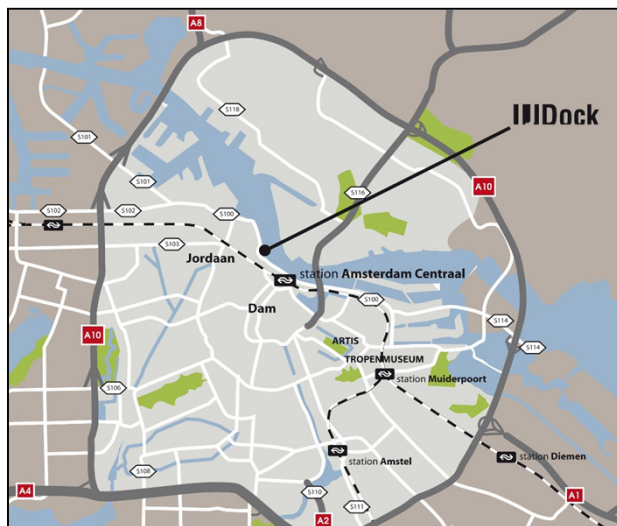 A8
S118
IJDock
S101
S101
S116
A10
S102
S102
S100
S103
Jordaan
station Amsterdam Centraal
Dam
S100
S114
S114
A10
ARTIS
TROPENMUSEUM
station Muiderpoort
S106
station Amstel
station Diemen
S108
A4
S110
S111
A1
A2